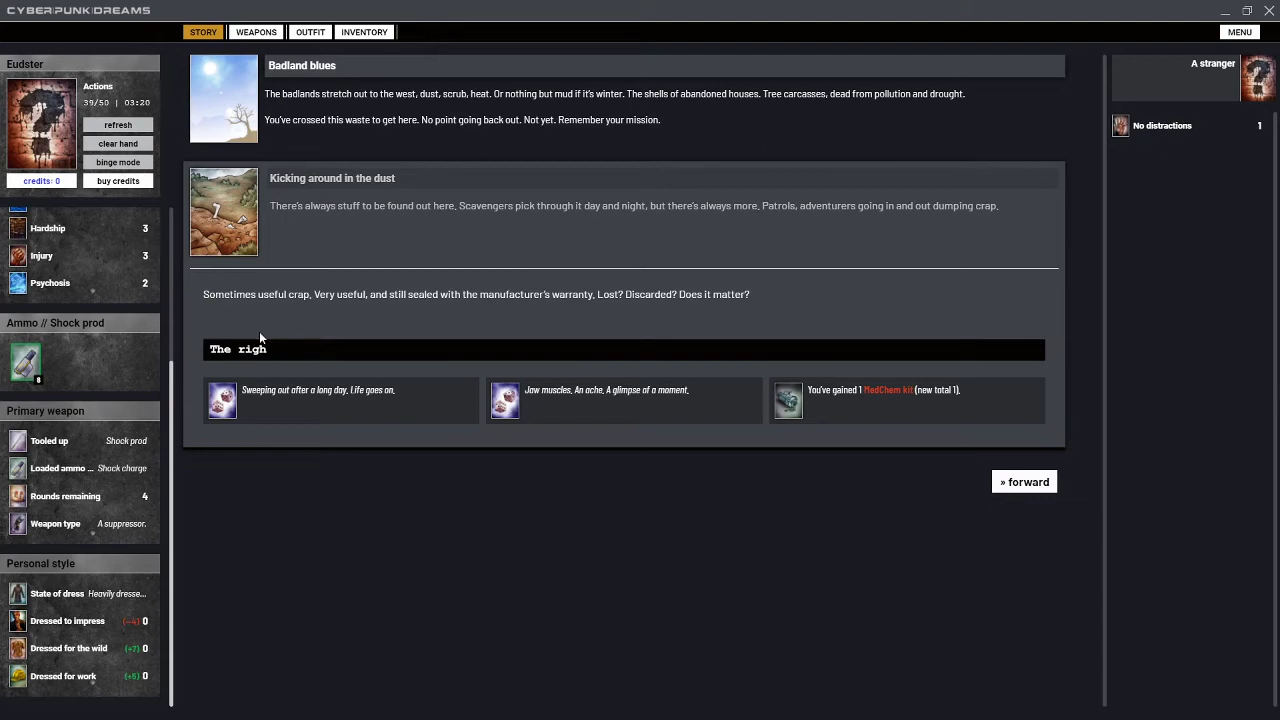 CYBER|PUNK|DREAMS
STORY
WEAPONS
OUTFIT
INVENTORY
MENU
Eudster
Actions
39/50 | 03:20
refresh
clear hand
binge mode
credits: 0
buy credits
Hardship 3
Injury 3
Psychosis 2
Ammo // Shock prod
8
Primary weapon
Tooled up Shock prod
Loaded ammo ... Shock charge
Rounds remaining 4
Weapon type A suppressor.
Personal style
State of dress Heavily dresse...
Dressed to impress (−4) 0
Dressed for the wild (+7) 0
Dressed for work (+5) 0
Badland blues
The badlands stretch out to the west, dust, scrub, heat. Or nothing but mud if it's winter. The shells of abandoned houses. Tree carcasses, dead from pollution and drought.
You've crossed this waste to get here. No point going back out. Not yet. Remember your mission.
Kicking around in the dust
There's always stuff to be found out here. Scavengers pick through it day and night, but there's always more. Patrols, adventurers going in and out dumping crap.
Sometimes useful crap. Very useful, and still sealed with the manufacturer's warranty. Lost? Discarded? Does it matter?
The righ
Sweeping out after a long day. Life goes on.
Jaw muscles. An ache. A glimpse of a moment.
You've gained 1 MedChem kit (new total 1).
» forward
A stranger
No distractions 1